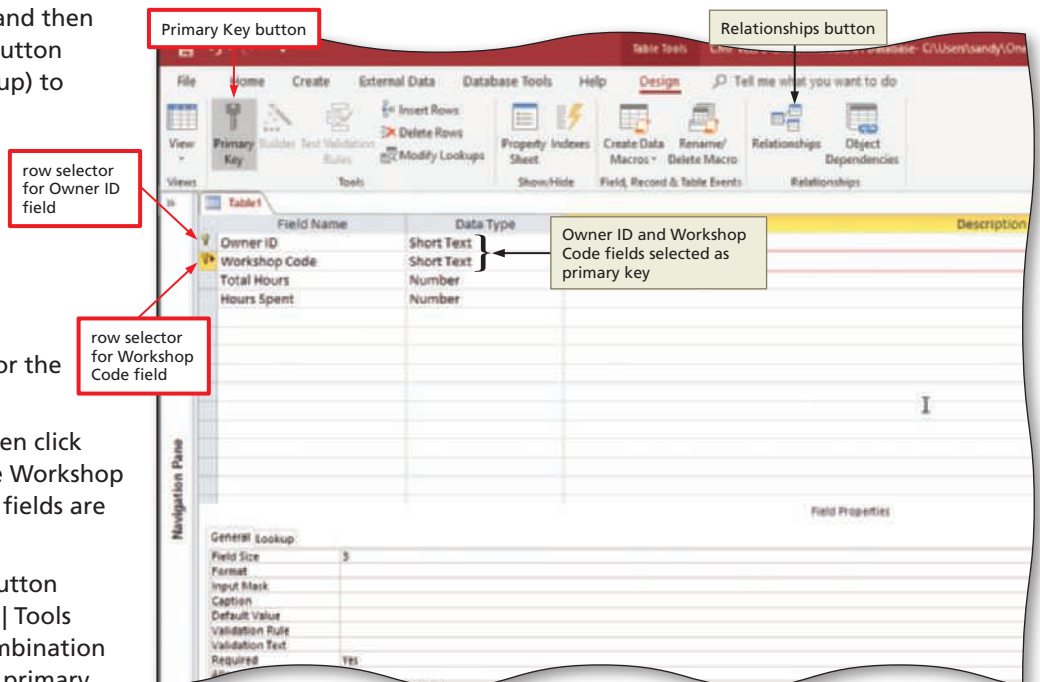 and then
utton
up) to
or the
en click
e Workshop
fields are
utton
| Tools
mbination
primary
Primary Key button
Relationships button
row selector
for Owner ID
field
row selector
for Workshop
Code field
Owner ID and Workshop
Code fields selected as
primary key
Table Tools
Database- C:\Users\sandy\One
File Home Create External Data Database Tools Help Design Tell me what you want to do
View
Primary
Key
Builder
Test Validation
Rules
Insert Rows
Delete Rows
Modify Lookups
Property
Sheet
Indexes
Create Data
Macros
Rename/
Delete Macro
Relationships
Object
Dependencies
Views Tools Show/Hide Field, Record & Table Events Relationships
Table1
Field Name Data Type Description
Owner ID Short Text
Workshop Code Short Text
Total Hours Number
Hours Spent Number
Navigation Pane
Field Properties
General Lookup
Field Size 3
Format
Input Mask
Caption
Default Value
Validation Rule
Validation Text
Required Yes